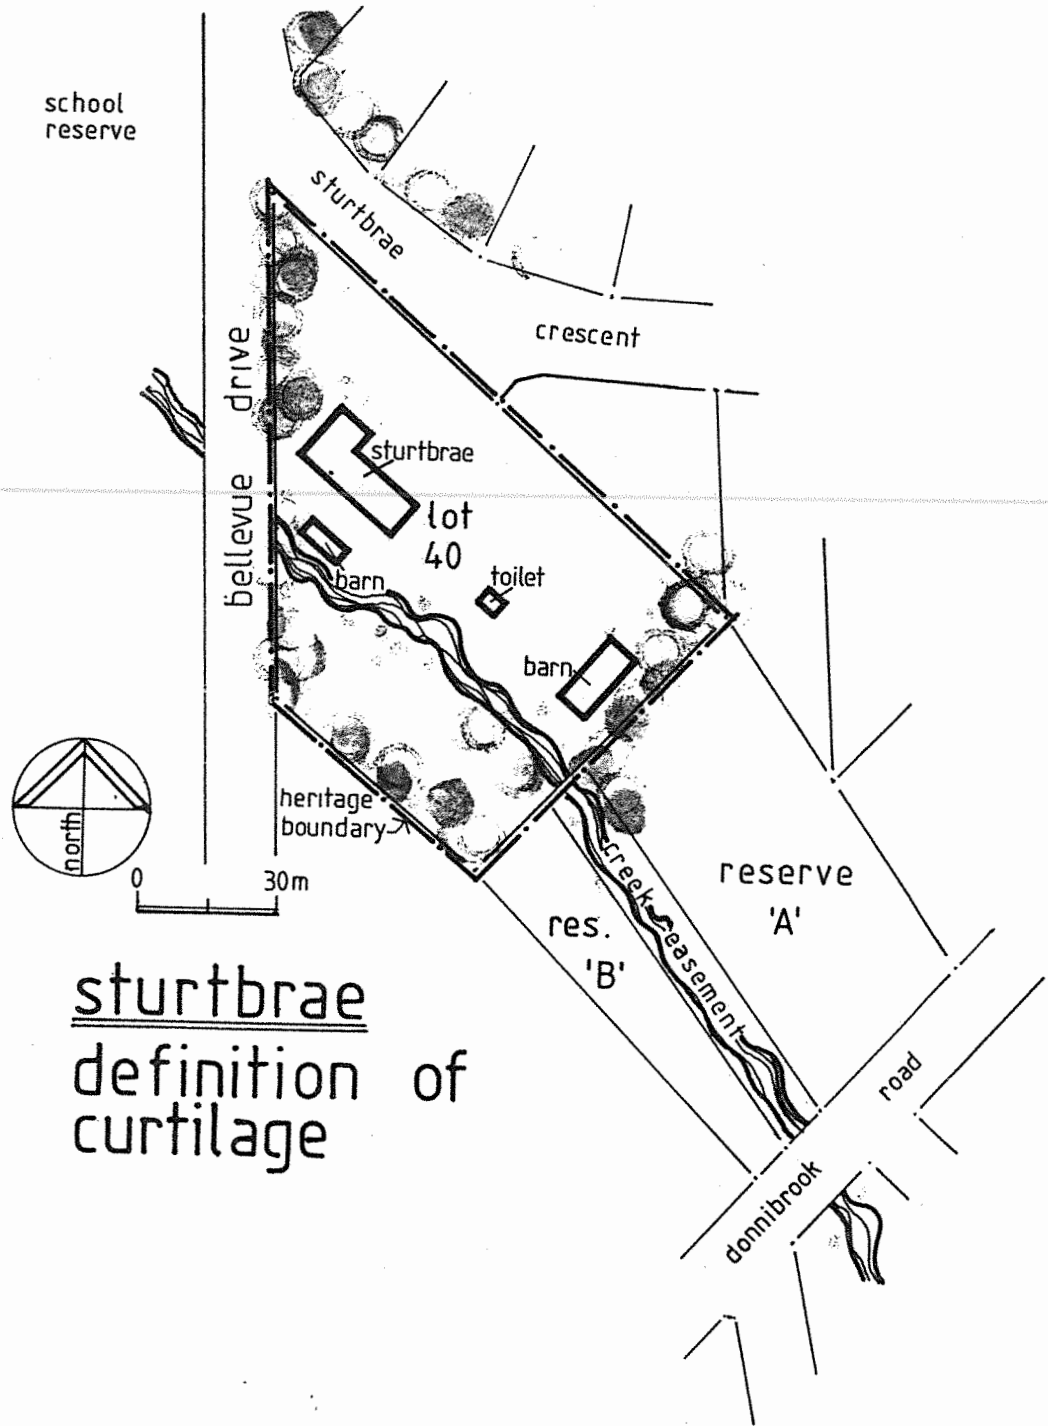 school
reserve
sturtbrae
crescent
bellevue drive
sturtbrae
lot
40
barn
toilet
barn
heritage
boundary
north
0 30m
reserve
'A'
res.
'B'
creek easement
donnibrook road
sturtbrae
definition of
curtilage